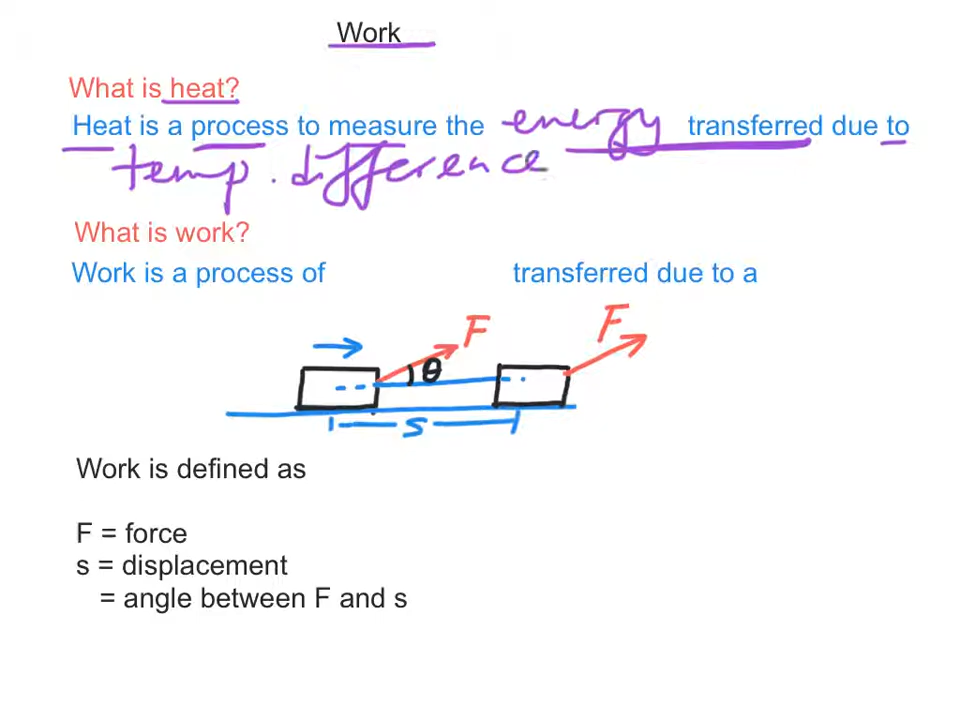 Work
What is heat?
Heat is a process to measure the energy transferred due to
temp. difference
What is work?
Work is a process of transferred due to a
F
F
θ
s
Work is defined as
F = force
s = displacement
= angle between F and s